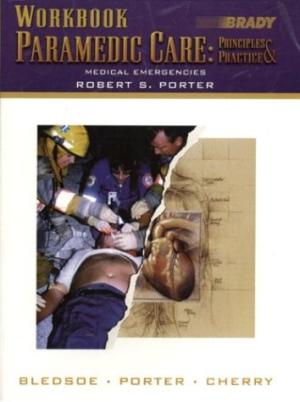 WORKBOOK
BRADY
PARAMEDIC CARE: PRINCIPLES & PRACTICE
MEDICAL EMERGENCIES
ROBERT S. PORTER
BLEDSOE · PORTER · CHERRY